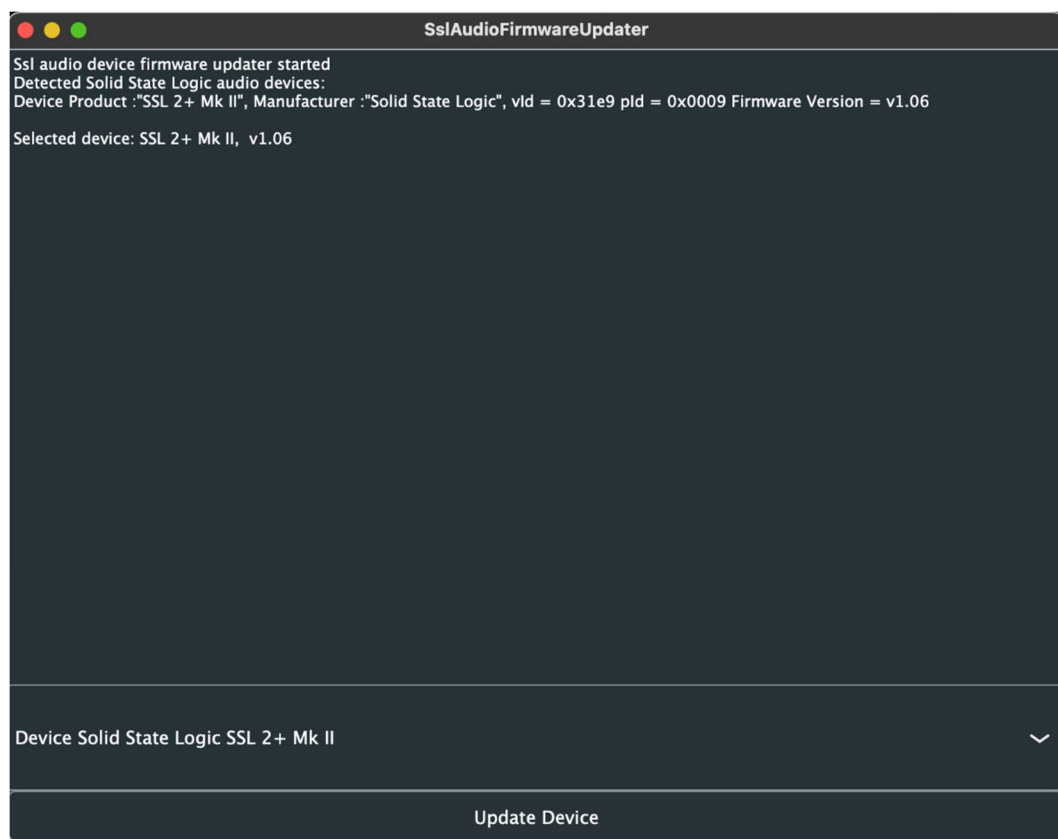 SslAudioFirmwareUpdater
Ssl audio device firmware updater started
Detected Solid State Logic audio devices:
Device Product :"SSL 2+ Mk II", Manufacturer :"Solid State Logic", vId = 0x31e9 pId = 0x0009 Firmware Version = v1.06
Selected device: SSL 2+ Mk II,  v1.06
Device Solid State Logic SSL 2+ Mk II
Update Device